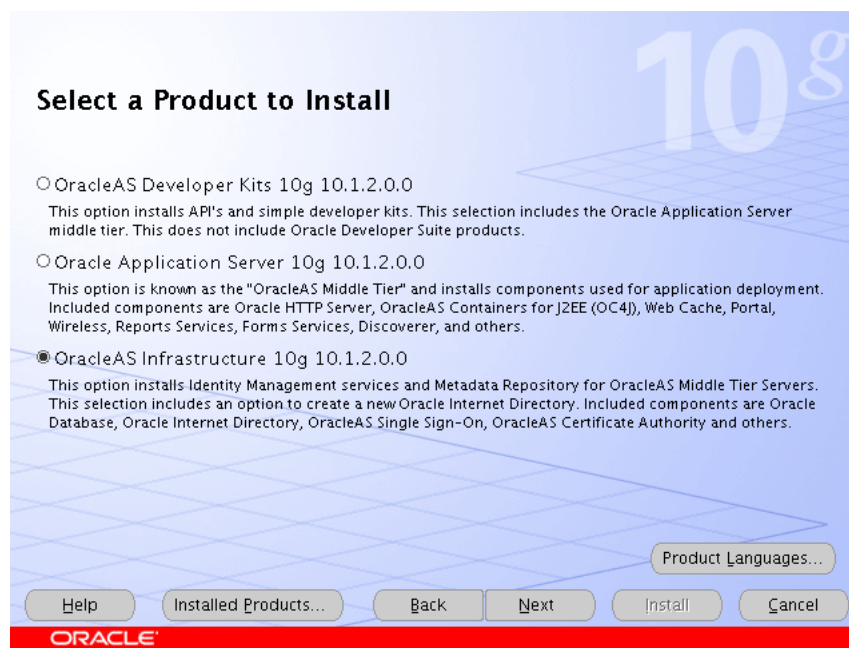 10g
Select a Product to Install
OracleAS Developer Kits 10g 10.1.2.0.0
This option installs API's and simple developer kits. This selection includes the Oracle Application Server
middle tier. This does not include Oracle Developer Suite products.
Oracle Application Server 10g 10.1.2.0.0
This option is known as the "OracleAS Middle Tier" and installs components used for application deployment.
Included components are Oracle HTTP Server, OracleAS Containers for J2EE (OC4J), Web Cache, Portal,
Wireless, Reports Services, Forms Services, Discoverer, and others.
OracleAS Infrastructure 10g 10.1.2.0.0
This option installs Identity Management services and Metadata Repository for OracleAS Middle Tier Servers.
This selection includes an option to create a new Oracle Internet Directory. Included components are Oracle
Database, Oracle Internet Directory, OracleAS Single Sign-On, OracleAS Certificate Authority and others.
Product Languages...
Help Installed Products... Back Next Install Cancel
ORACLE